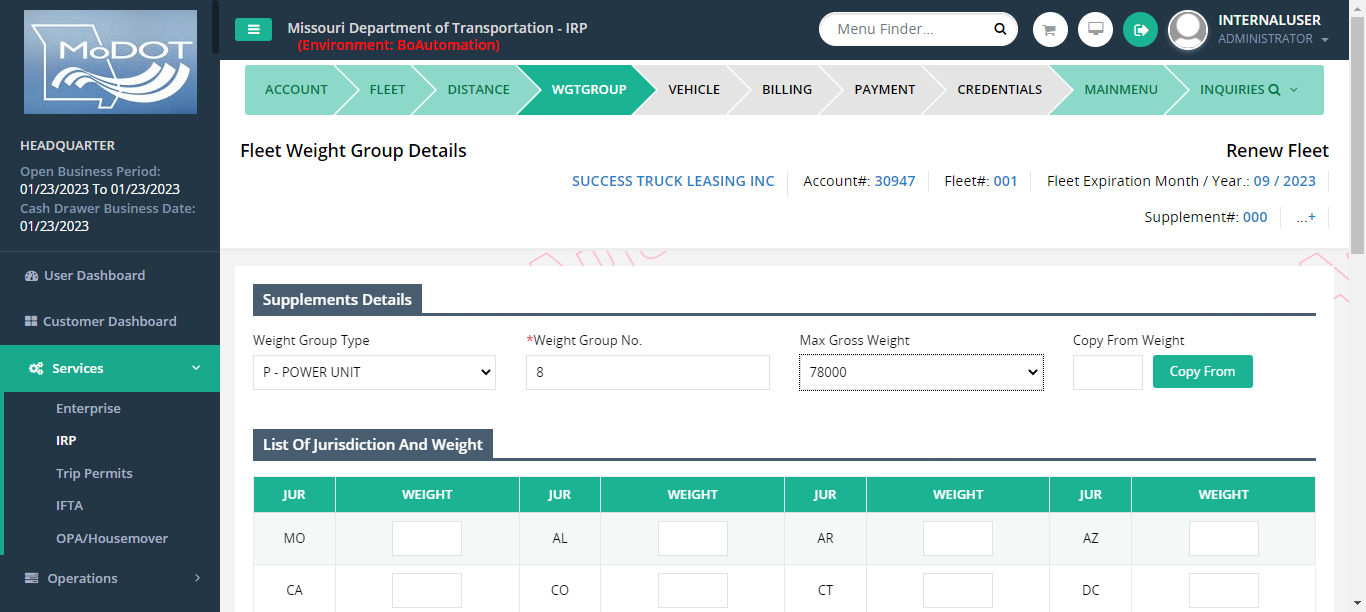 MoDOT
Missouri Department of Transportation - IRP
(Environment: BoAutomation)
Menu Finder...
INTERNALUSER
ADMINISTRATOR
HEADQUARTER
Open Business Period:
01/23/2023 To 01/23/2023
Cash Drawer Business Date:
01/23/2023
User Dashboard
Customer Dashboard
Services
Enterprise
IRP
Trip Permits
IFTA
OPA/Housemover
Operations
ACCOUNT FLEET DISTANCE WGTGROUP VEHICLE BILLING PAYMENT CREDENTIALS MAINMENU INQUIRIES
Fleet Weight Group Details Renew Fleet
SUCCESS TRUCK LEASING INC Account#: 30947 Fleet#: 001 Fleet Expiration Month / Year.: 09 / 2023
Supplement#: 000 ...+
Supplements Details
Weight Group Type *Weight Group No. Max Gross Weight Copy From Weight
P - POWER UNIT 8 78000 Copy From
List Of Jurisdiction And Weight
JUR WEIGHT JUR WEIGHT JUR WEIGHT JUR WEIGHT
MO AL AR AZ
CA CO CT DC